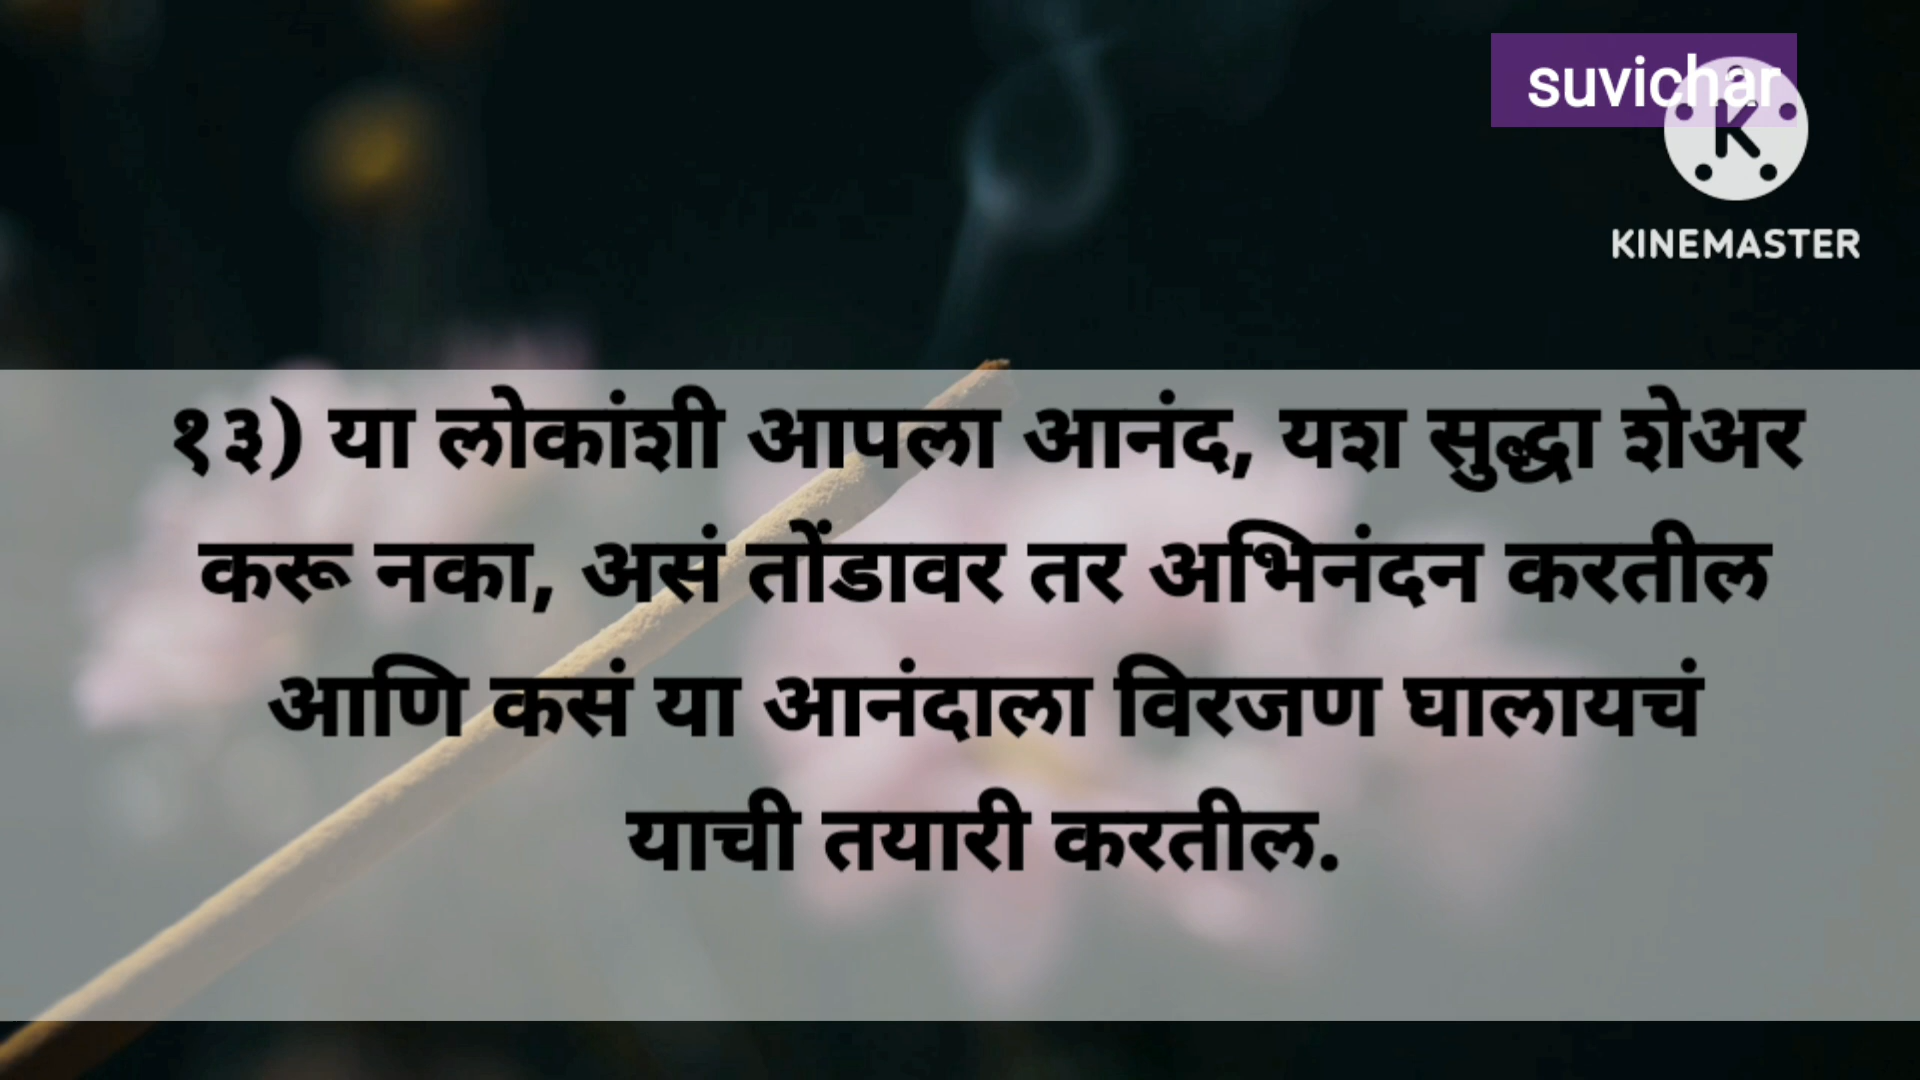 suvichar
KINEMASTER
१३) या लोकांशी आपला आनंद, यश सुद्धा शेअर
करू नका, असं तोंडावर तर अभिनंदन करतील
आणि कसं या आनंदाला विरजण घालायचं
याची तयारी करतील.